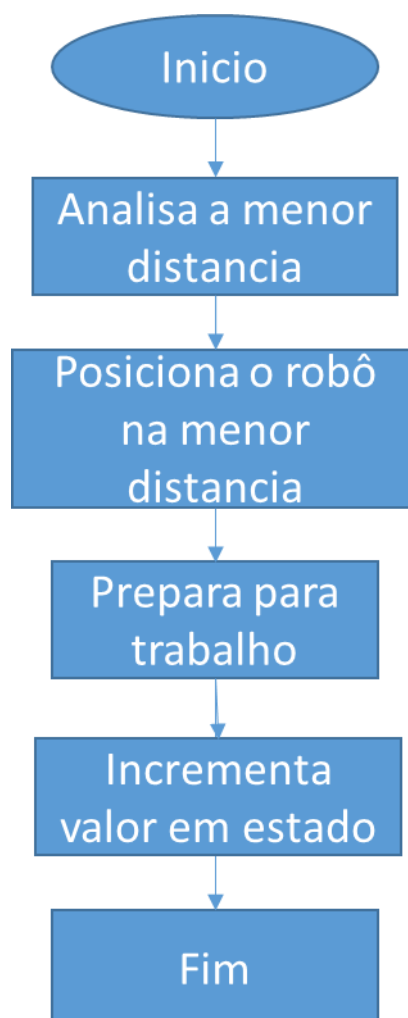 Inicio
Analisa a menor
distancia
Posiciona o robô
na menor
distancia
Prepara para
trabalho
Incrementa
valor em estado
Fim